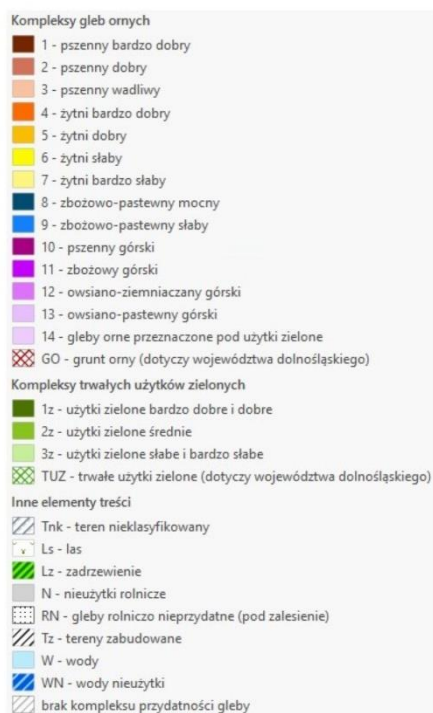 Kompleksy gleb ornych
1 - pszenny bardzo dobry
2 - pszenny dobry
3 - pszenny wadliwy
4 - żytni bardzo dobry
5 - żytni dobry
6 - żytni słaby
7 - żytni bardzo słaby
8 - zbożowo-pastewny mocny
9 - zbożowo-pastewny słaby
10 - pszenny górski
11 - zbożowy górski
12 - owsiano-ziemniaczany górski
13 - owsiano-pastewny górski
14 - gleby orne przeznaczone pod użytki zielone
GO - grunt orny (dotyczy województwa dolnośląskiego)
Kompleksy trwałych użytków zielonych
1z - użytki zielone bardzo dobre i dobre
2z - użytki zielone średnie
3z - użytki zielone słabe i bardzo słabe
TUZ - trwałe użytki zielone (dotyczy województwa dolnośląskiego)
Inne elementy treści
Tnk - teren nieklasyfikowany
Ls - las
Lz - zadrzewienie
N - nieużytki rolnicze
RN - gleby rolniczo nieprzydatne (pod zalesienie)
Tz - tereny zabudowane
W - wody
WN - wody nieużytki
brak kompleksu przydatności gleby